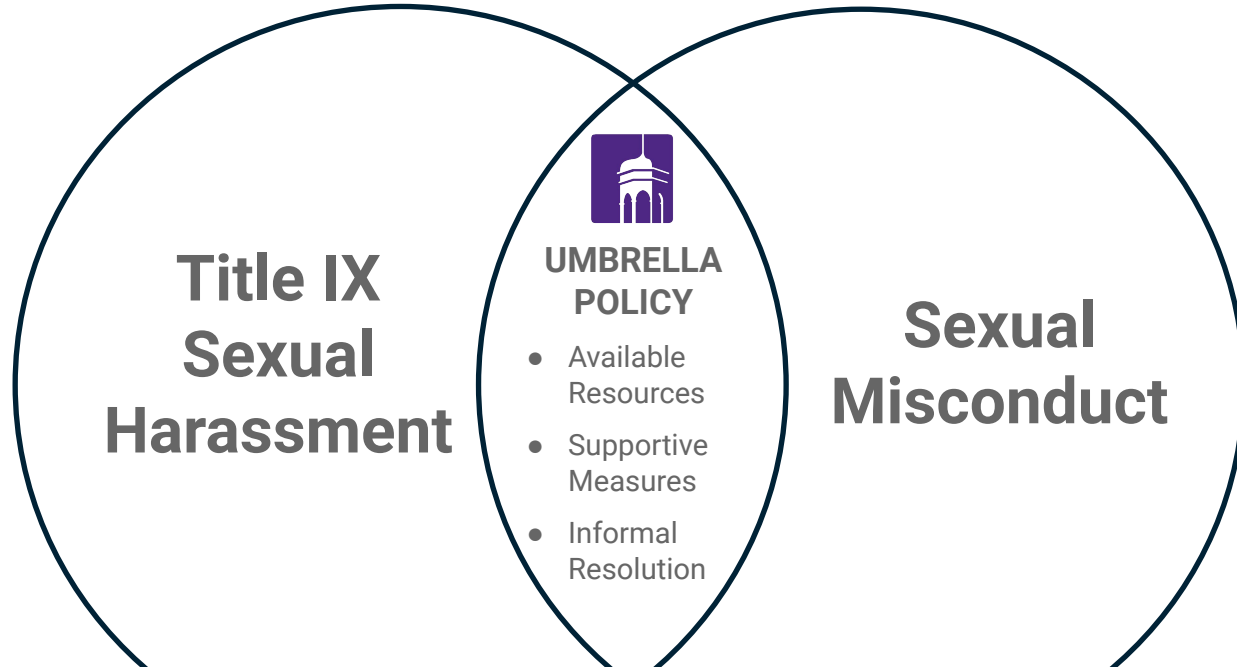 Title IX
Sexual
Harassment
UMBRELLA
POLICY
● Available
Resources
● Supportive
Measures
● Informal
Resolution
Sexual
Misconduct